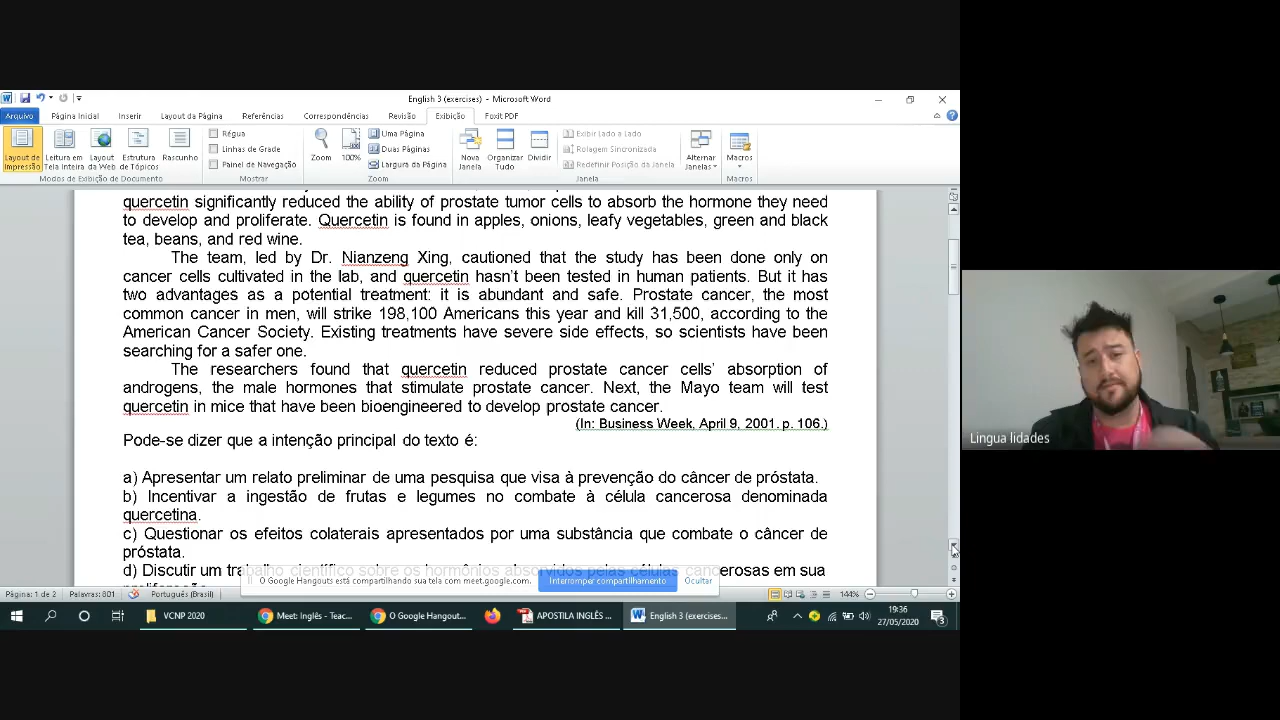 English 3 (exercises) - Microsoft Word
Arquivo Página Inicial Inserir Layout da Página Referências Correspondências Revisão Exibição Foxit PDF
Régua Uma Página Exibir Lado a Lado
Linhas de Grade Duas Páginas Rolagem Sincronizada
Painel de Navegação Largura da Página Redefinir Posição da Janela
Layout de Impressão Leitura em Tela Inteira Layout da Web Estrutura de Tópicos Rascunho Zoom 100% Nova Janela Organizar Tudo Dividir Alternar Janelas Macros
Modos de Exibição de Documento Mostrar Zoom Janela Macros
quercetin significantly reduced the ability of prostate tumor cells to absorb the hormone they need
to develop and proliferate. Quercetin is found in apples, onions, leafy vegetables, green and black
tea, beans, and red wine.
The team, led by Dr. Nianzeng Xing, cautioned that the study has been done only on
cancer cells cultivated in the lab, and quercetin hasn't been tested in human patients. But it has
two advantages as a potential treatment: it is abundant and safe. Prostate cancer, the most
common cancer in men, will strike 198,100 Americans this year and kill 31,500, according to the
American Cancer Society. Existing treatments have severe side effects, so scientists have been
searching for a safer one.
The researchers found that quercetin reduced prostate cancer cells' absorption of
androgens, the male hormones that stimulate prostate cancer. Next, the Mayo team will test
quercetin in mice that have been bioengineered to develop prostate cancer.
(In: Business Week, April 9, 2001. p. 106.)
Pode-se dizer que a intenção principal do texto é:
a) Apresentar um relato preliminar de uma pesquisa que visa à prevenção do câncer de próstata.
b) Incentivar a ingestão de frutas e legumes no combate à célula cancerosa denominada
quercetina.
c) Questionar os efeitos colaterais apresentados por uma substância que combate o câncer de
próstata.
d) Discutir um trabalho científico sobre os hormônios absorvidos pelas células cancerosas em sua
O Google Hangouts está compartilhando sua tela com meet.google.com. Interromper compartilhamento Ocultar
Página: 1 de 2 Palavras: 801 Português (Brasil) 144%
VCNP 2020 Meet: Inglês - Teac... O Google Hangout... APOSTILA INGLÊS ... English 3 (exercises... 19:36
27/05/2020 3
Lingua lidades